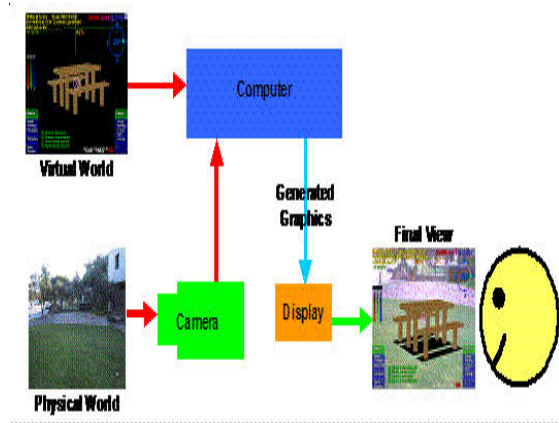 Computer
Virtual World
Generated
Graphics
Final View
Camera
Display
Physical World